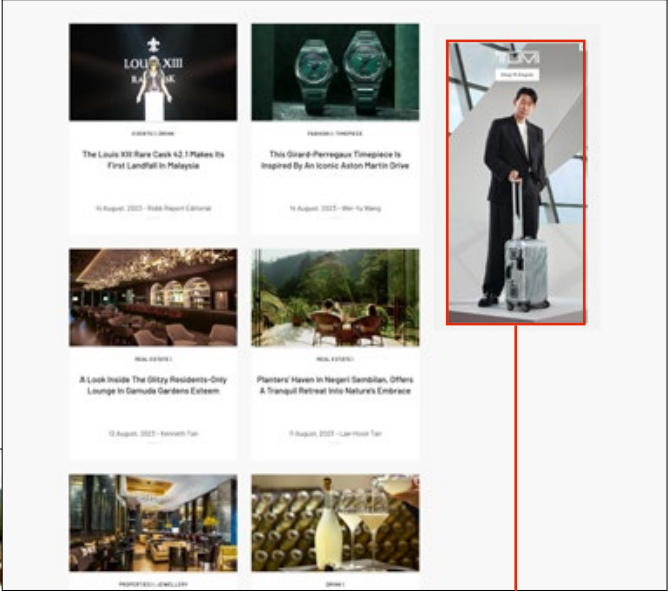 LOUIS XIII
EVENTS | DRINK
The Louis XIII Rare Cask 42.1 Makes Its
First Landfall In Malaysia
14 August, 2023 - Robb Report Editorial
FASHION | TIMEPIECE
This Girard-Perregaux Timepiece Is
Inspired By An Iconic Aston Martin Drive
14 August, 2023 - Wei-Yu Wang
TUMI
REAL ESTATE |
A Look Inside The Glitzy Residents-Only
Lounge In Gamuda Gardens Esteem
12 August, 2023 - Kenneth Tan
REAL ESTATE |
Planters' Haven In Negeri Sembilan, Offers
A Tranquil Retreat Into Nature's Embrace
11 August, 2023 - Law-Hoon Tan
PROPERTIES | JEWELLERY
DRINK |